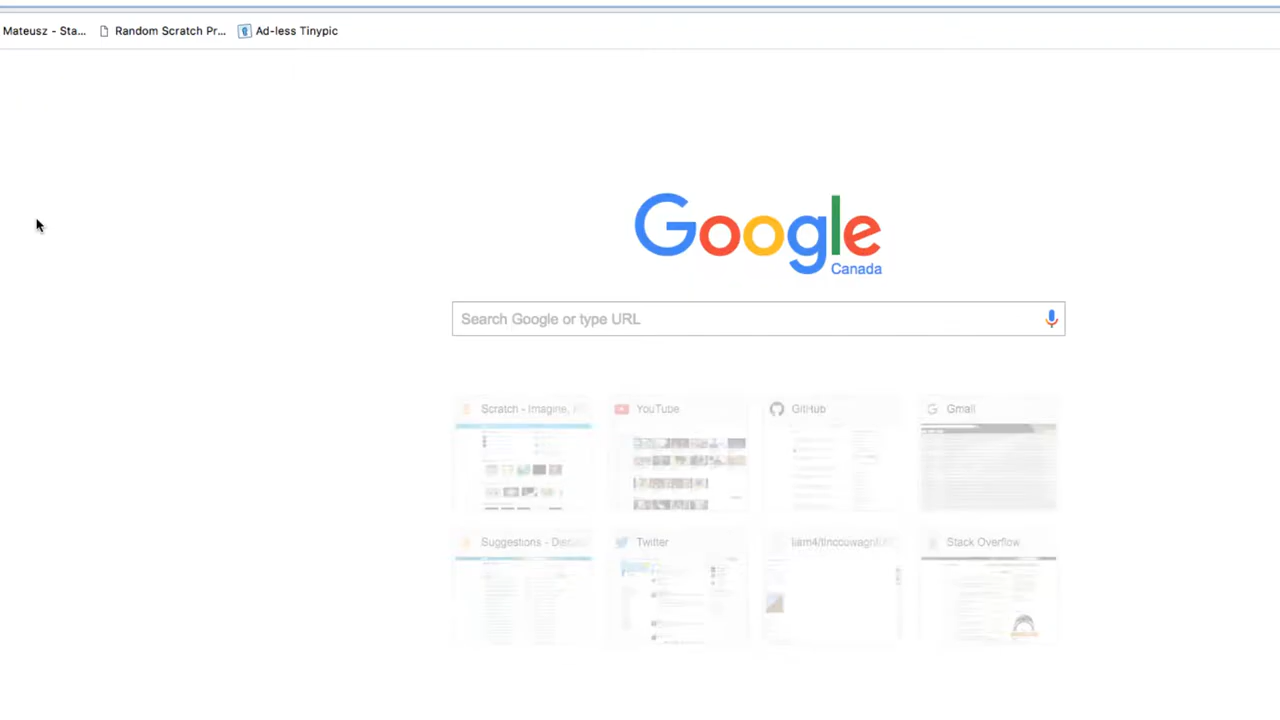 Mateusz - Sta... Random Scratch Pr... Ad-less Tinypic
Google
Canada
Search Google or type URL
Scratch - Imagine, YouTube GitHub Gmail
Suggestions - Twitter Stack Overflow